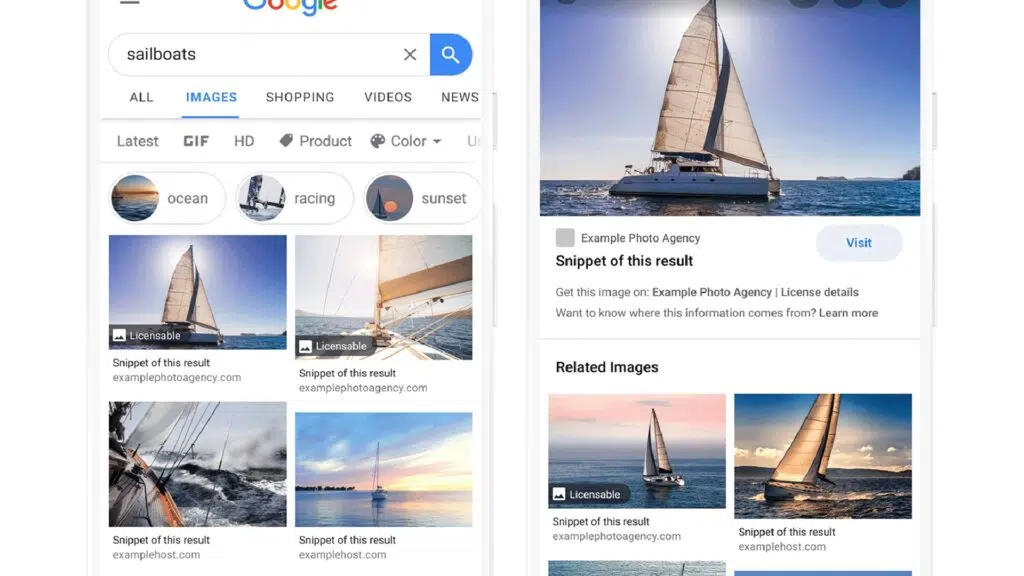 Google
sailboats
ALL IMAGES SHOPPING VIDEOS NEWS
Latest GIF HD Product Color
ocean racing sunset
Licensable
Snippet of this result
examplephotoagency.com
Licensable
Snippet of this result
examplephotoagency.com
Snippet of this result
examplehost.com
Snippet of this result
examplehost.com
Example Photo Agency
Visit
Snippet of this result
Get this image on: Example Photo Agency | License details
Want to know where this information comes from? Learn more
Related Images
Licensable
Snippet of this result
examplephotoagency.com
Snippet of this result
examplehost.com